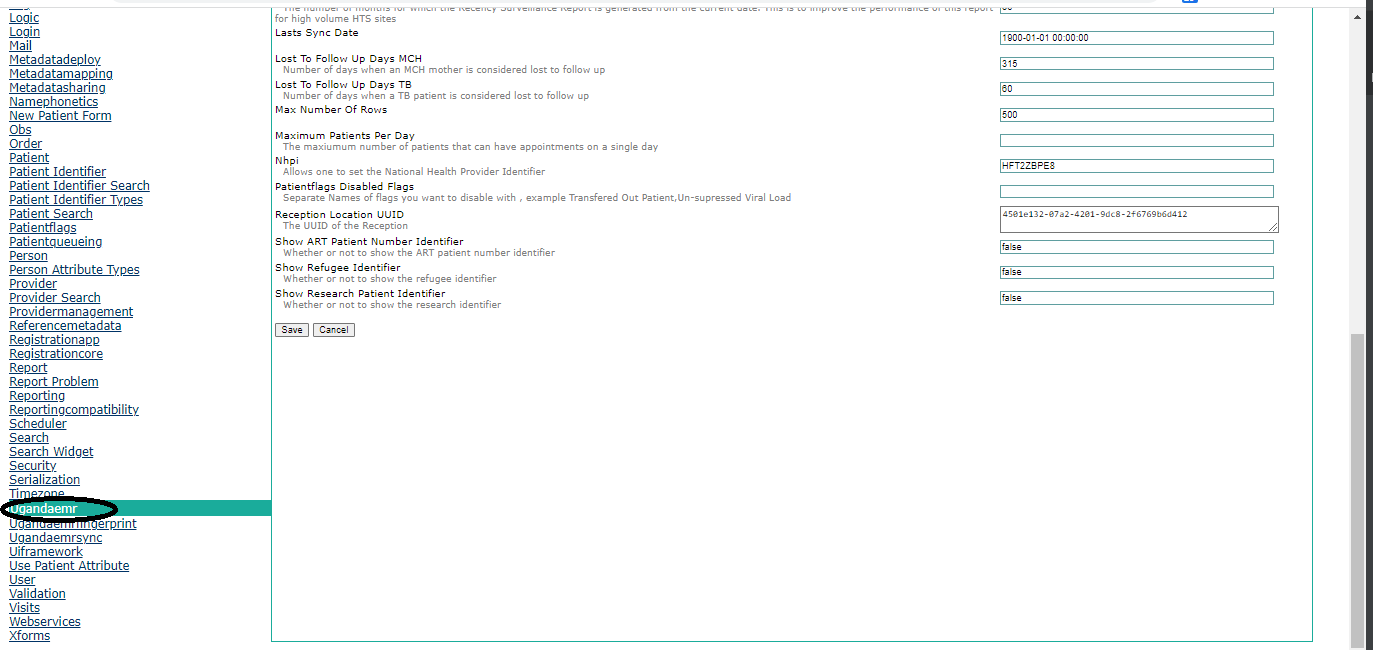 Logic
Login
Mail
Metadatadeploy
Metadatamapping
Metadatasharing
Namephonetics
New Patient Form
Obs
Order
Patient
Patient Identifier
Patient Identifier Search
Patient Identifier Types
Patient Search
Patientflags
Patientqueueing
Person
Person Attribute Types
Provider
Provider Search
Providermanagement
Referencemetadata
Registrationapp
Registrationcore
Report
Report Problem
Reporting
Reportingcompatibility
Scheduler
Search
Search Widget
Security
Serialization
Timezone
Ugandaemr
Ugandaemrfingerprint
Ugandaemrsync
Uiframework
Use Patient Attribute
User
Validation
Visits
Webservices
Xforms
The number of months for which the Recency Surveillance Report is generated from the current date. This is to improve the performance of this report
for high volume HTS sites
Lasts Sync Date
1900-01-01 00:00:00
Lost To Follow Up Days MCH
Number of days when an MCH mother is considered lost to follow up
315
Lost To Follow Up Days TB
Number of days when a TB patient is considered lost to follow up
60
Max Number Of Rows
500
Maximum Patients Per Day
The maxiumum number of patients that can have appointments on a single day
Nhpi
Allows one to set the National Health Provider Identifier
HFT2ZBPE8
Patientflags Disabled Flags
Separate Names of flags you want to disable with , example Transfered Out Patient,Un-supressed Viral Load
Reception Location UUID
The UUID of the Reception
4501e132-07a2-4201-9dc8-2f6769b6d412
Show ART Patient Number Identifier
Whether or not to show the ART patient number identifier
false
Show Refugee Identifier
Whether or not to show the refugee identifier
false
Show Research Patient Identifier
Whether or not to show the research identifier
false
Save Cancel